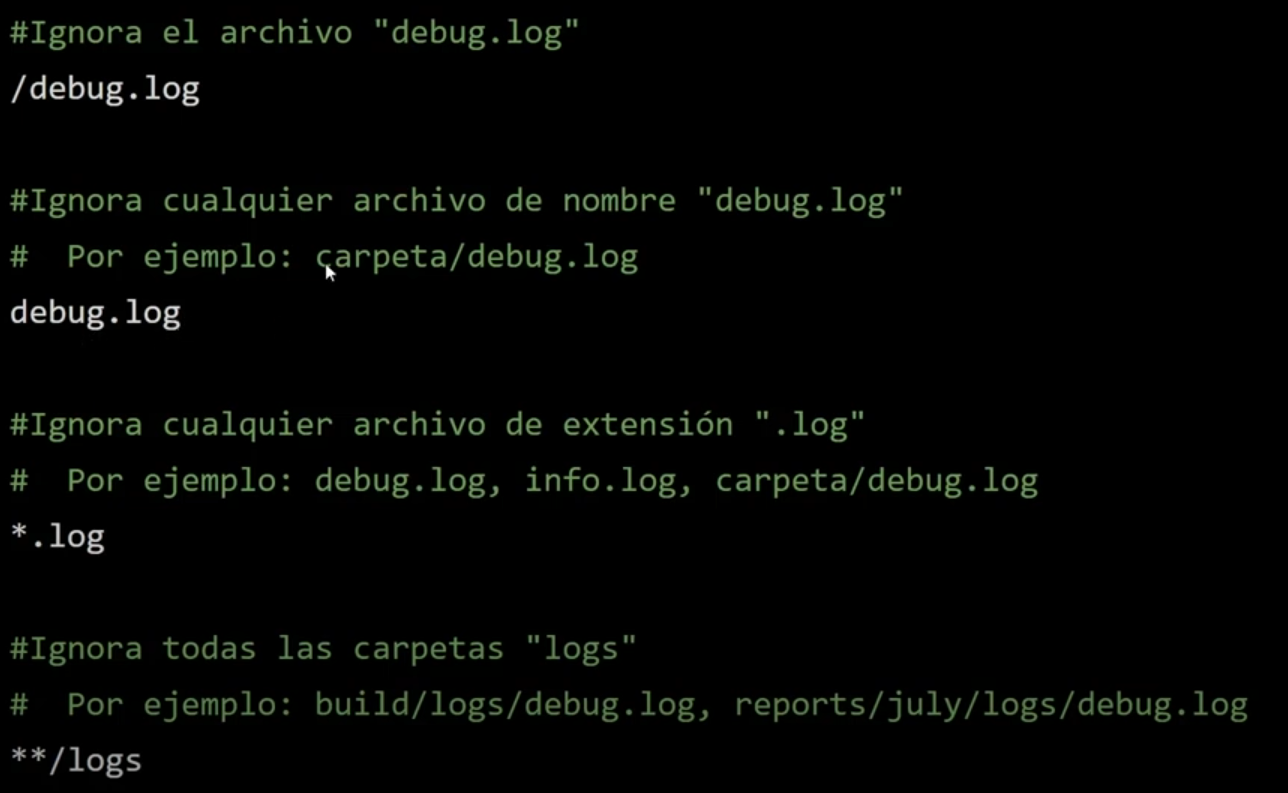 #Ignora el archivo "debug.log"
/debug.log
#Ignora cualquier archivo de nombre "debug.log"
#  Por ejemplo: carpeta/debug.log
debug.log
#Ignora cualquier archivo de extensión ".log"
#  Por ejemplo: debug.log, info.log, carpeta/debug.log
*.log
#Ignora todas las carpetas "logs"
#  Por ejemplo: build/logs/debug.log, reports/july/logs/debug.log
**/logs